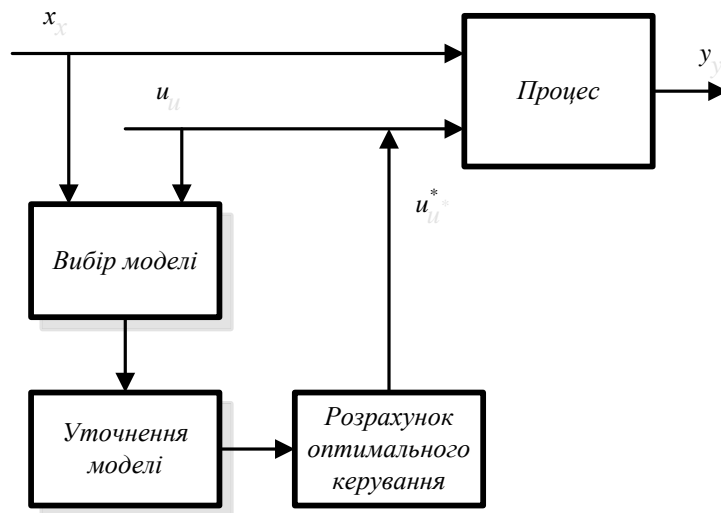 x
y
u
Процес
u*
Вибір моделі
Уточнення
моделі
Розрахунок
оптимального
керування